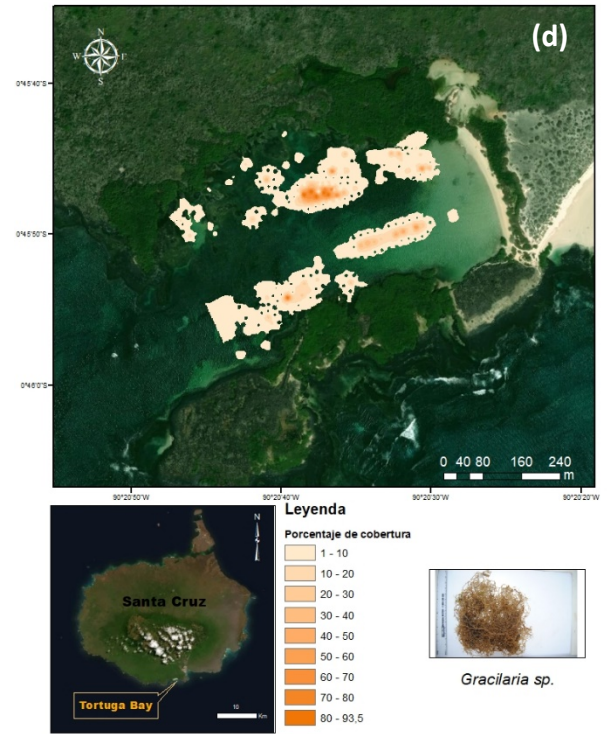 (d)
N
W E
S
0°45'40"S
0°45'50"S
0°46'0"S
0 40 80 160 240
m
90°20'50"W 90°20'40"W 90°20'30"W 90°20'20"W
N
Santa Cruz
Tortuga Bay
10
Km
Leyenda
Porcentaje de cobertura
1 - 10
10 - 20
20 - 30
30 - 40
40 - 50
50 - 60
60 - 70
70 - 80
80 - 93,5
Gracilaria sp.